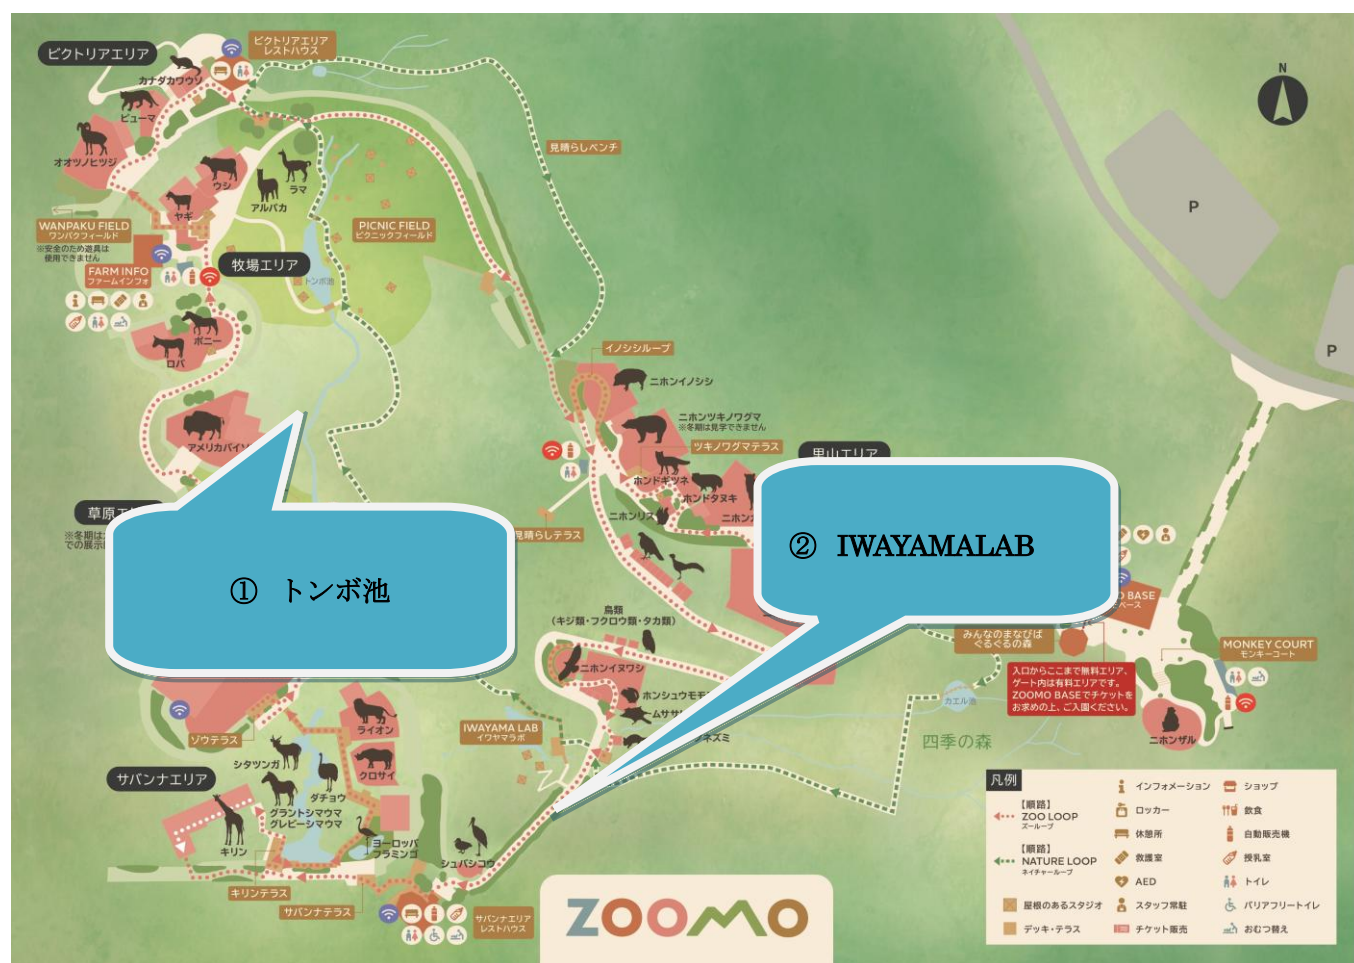 ビクトリアエリア
ビクトリアエリア
レストハウス
カナダカワウソ
ピューマ
オオツノヒツジ
ウシ
ラマ
アルパカ
ヤギ
見晴らしベンチ
WANPAKU FIELD
ワンパクフィールド
※安全のため遊具は
使用できません
PICNIC FIELD
ピクニックフィールド
FARM INFO
ファームインフォ
牧場エリア
トンボ池
ポニー
ロバ
アメリカバイソ
N
P
P
イノシシループ
ニホンイノシシ
ニホンツキノワグマ
※冬期は見学できません
ツキノワグマテラス
里山エリア
ホンドギツネ
ホンドタヌキ
ニホンリス
ニホン
見晴らしテラス
草原エ
※冬期は
での展示
① トンボ池
② IWAYAMALAB
鳥類
(キジ類・フクロウ類・タカ類)
ニホンイヌワシ
ホンシュウモモ
ムササ
ネズミ
IWAYAMA LAB
イワヤマラボ
みんなのまなびば
ぐるぐるの森
O BASE
ベース
入口からここまで無料エリア、
ゲート内は有料エリアです。
ZOOMO BASEでチケットを
お求めの上、ご入園ください。
MONKEY COURT
モンキーコート
ニホンザル
カエル池
四季の森
ゾウテラス
ライオン
クロサイ
シタツンガ
ダチョウ
グラントシマウマ
グレビーシマウマ
サバンナエリア
キリン
ヨーロッパ
フラミンゴ
シュバシコウ
キリンテラス
サバンナテラス
サバンナエリア
レストハウス
ZOOMO
凡例
【順路】
ZOO LOOP
ズーループ
【順路】
NATURE LOOP
ネイチャーループ
屋根のあるスタジオ
デッキ・テラス
インフォメーション
ロッカー
休憩所
救護室
AED
スタッフ常駐
チケット販売
ショップ
飲食
自動販売機
授乳室
トイレ
バリアフリートイレ
おむつ替え